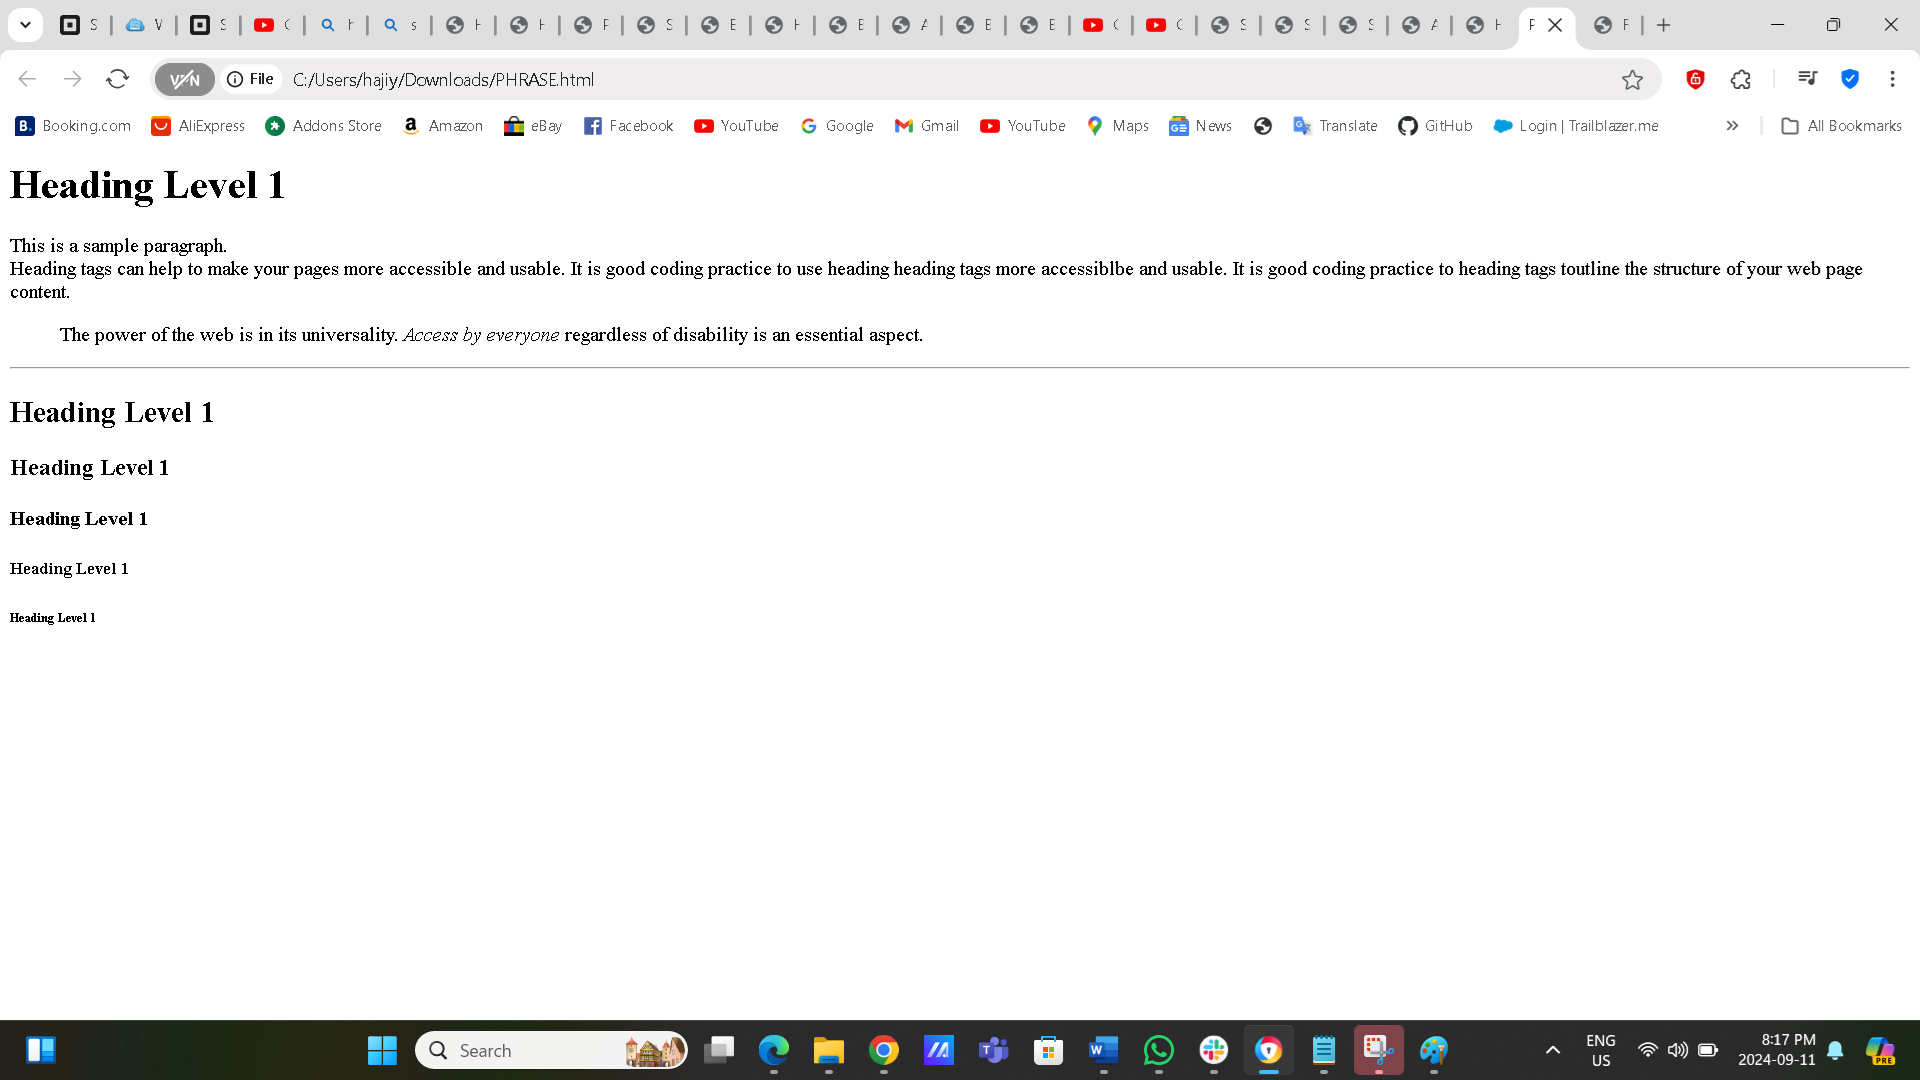 S V S C h s H H F S E H E A E E C C S S S A H F F
VPN File C:/Users/hajiy/Downloads/PHRASE.html
Booking.com AliExpress Addons Store Amazon eBay Facebook YouTube Google Gmail YouTube Maps News Translate GitHub Login | Trailblazer.me » All Bookmarks
Heading Level 1
This is a sample paragraph.
Heading tags can help to make your pages more accessible and usable. It is good coding practice to use heading heading tags more accessiblbe and usable. It is good coding practice to heading tags toutline the structure of your web page
content.
The power of the web is in its universality. Access by everyone regardless of disability is an essential aspect.
Heading Level 1
Heading Level 1
Heading Level 1
Heading Level 1
Heading Level 1
Search
ENG
US
8:17 PM
2024-09-11
PRE